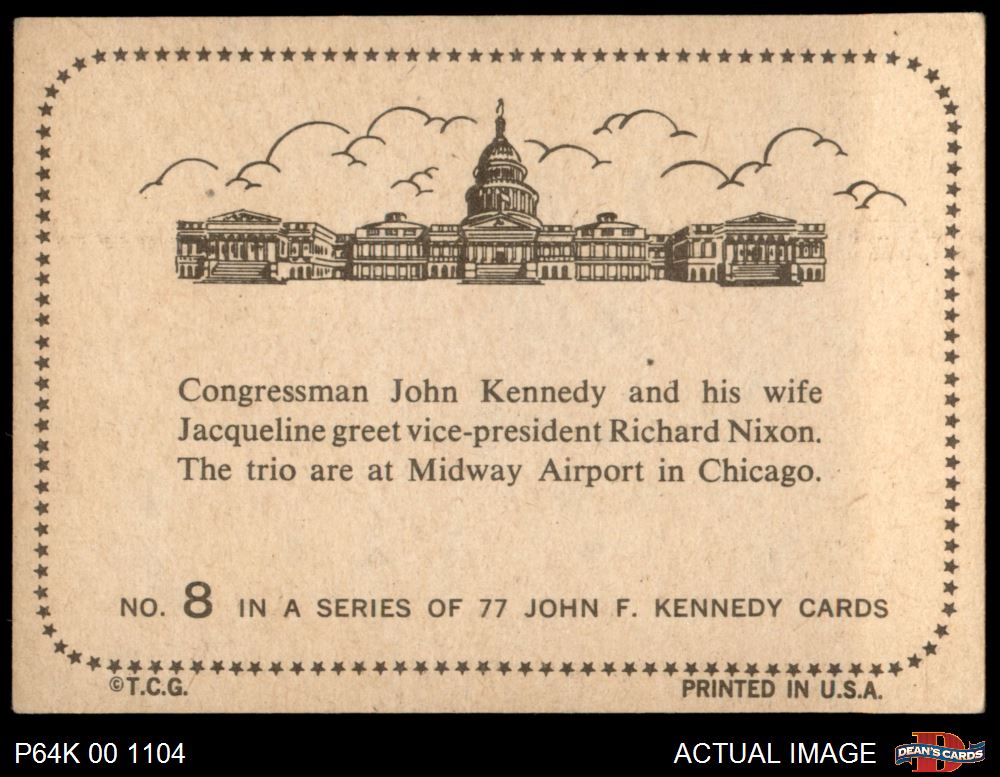 Congressman John Kennedy and his wife
Jacqueline greet vice-president Richard Nixon.
The trio are at Midway Airport in Chicago.
NO. 8 IN A SERIES OF 77 JOHN F. KENNEDY CARDS
©T.C.G. PRINTED IN U.S.A.
P64K 00 1104 ACTUAL IMAGE DEAN'S CARDS